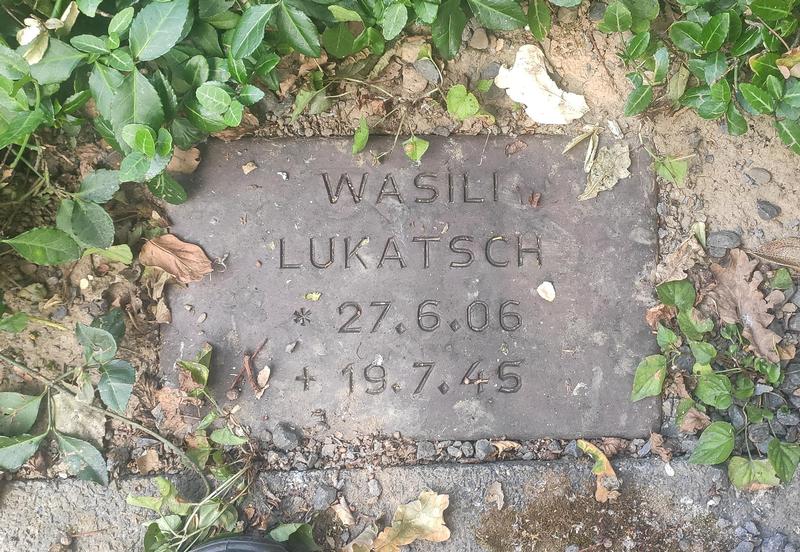 WASILI
LUKATSCH
* 27.6.06
+ 19.7.45